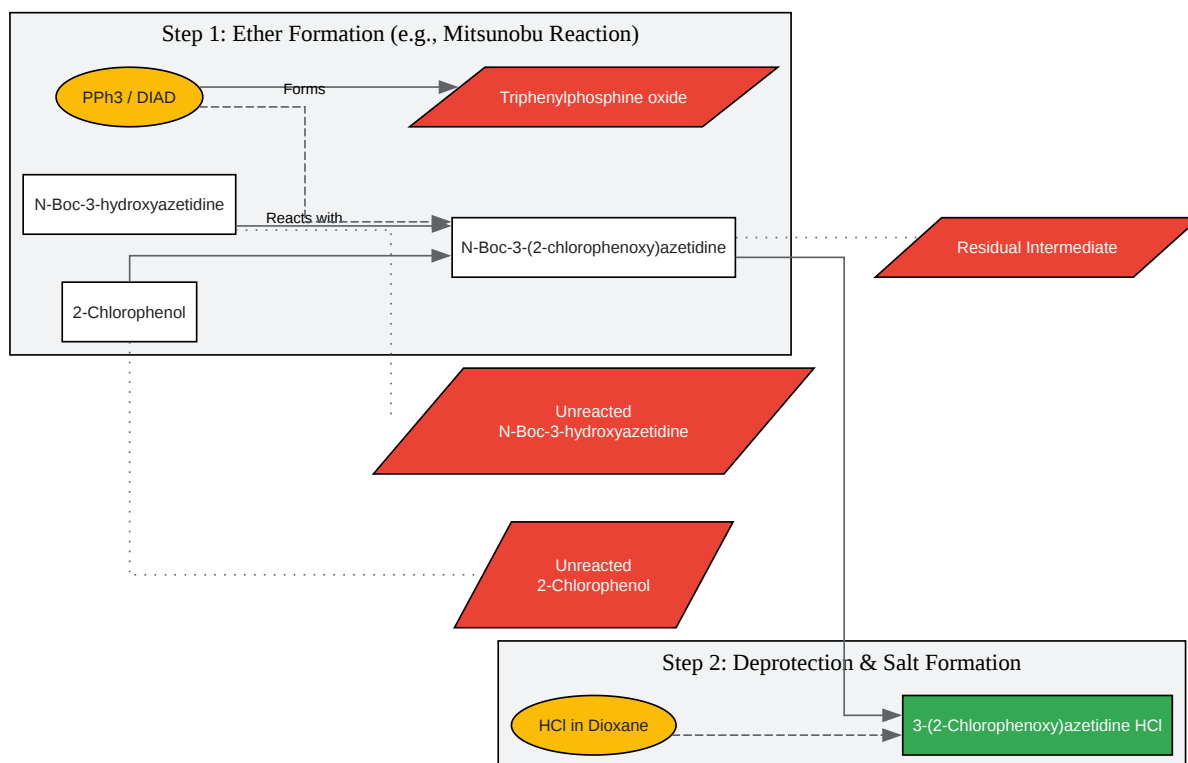 Step 1: Ether Formation (e.g., Mitsunobu Reaction)
PPh3 / DIAD
Forms
Triphenylphosphine oxide
N-Boc-3-hydroxyazetidine
Reacts with
N-Boc-3-(2-chlorophenoxy)azetidine
Residual Intermediate
2-Chlorophenol
Unreacted
N-Boc-3-hydroxyazetidine
Unreacted
2-Chlorophenol
Step 2: Deprotection & Salt Formation
HCl in Dioxane
3-(2-Chlorophenoxy)azetidine HCl